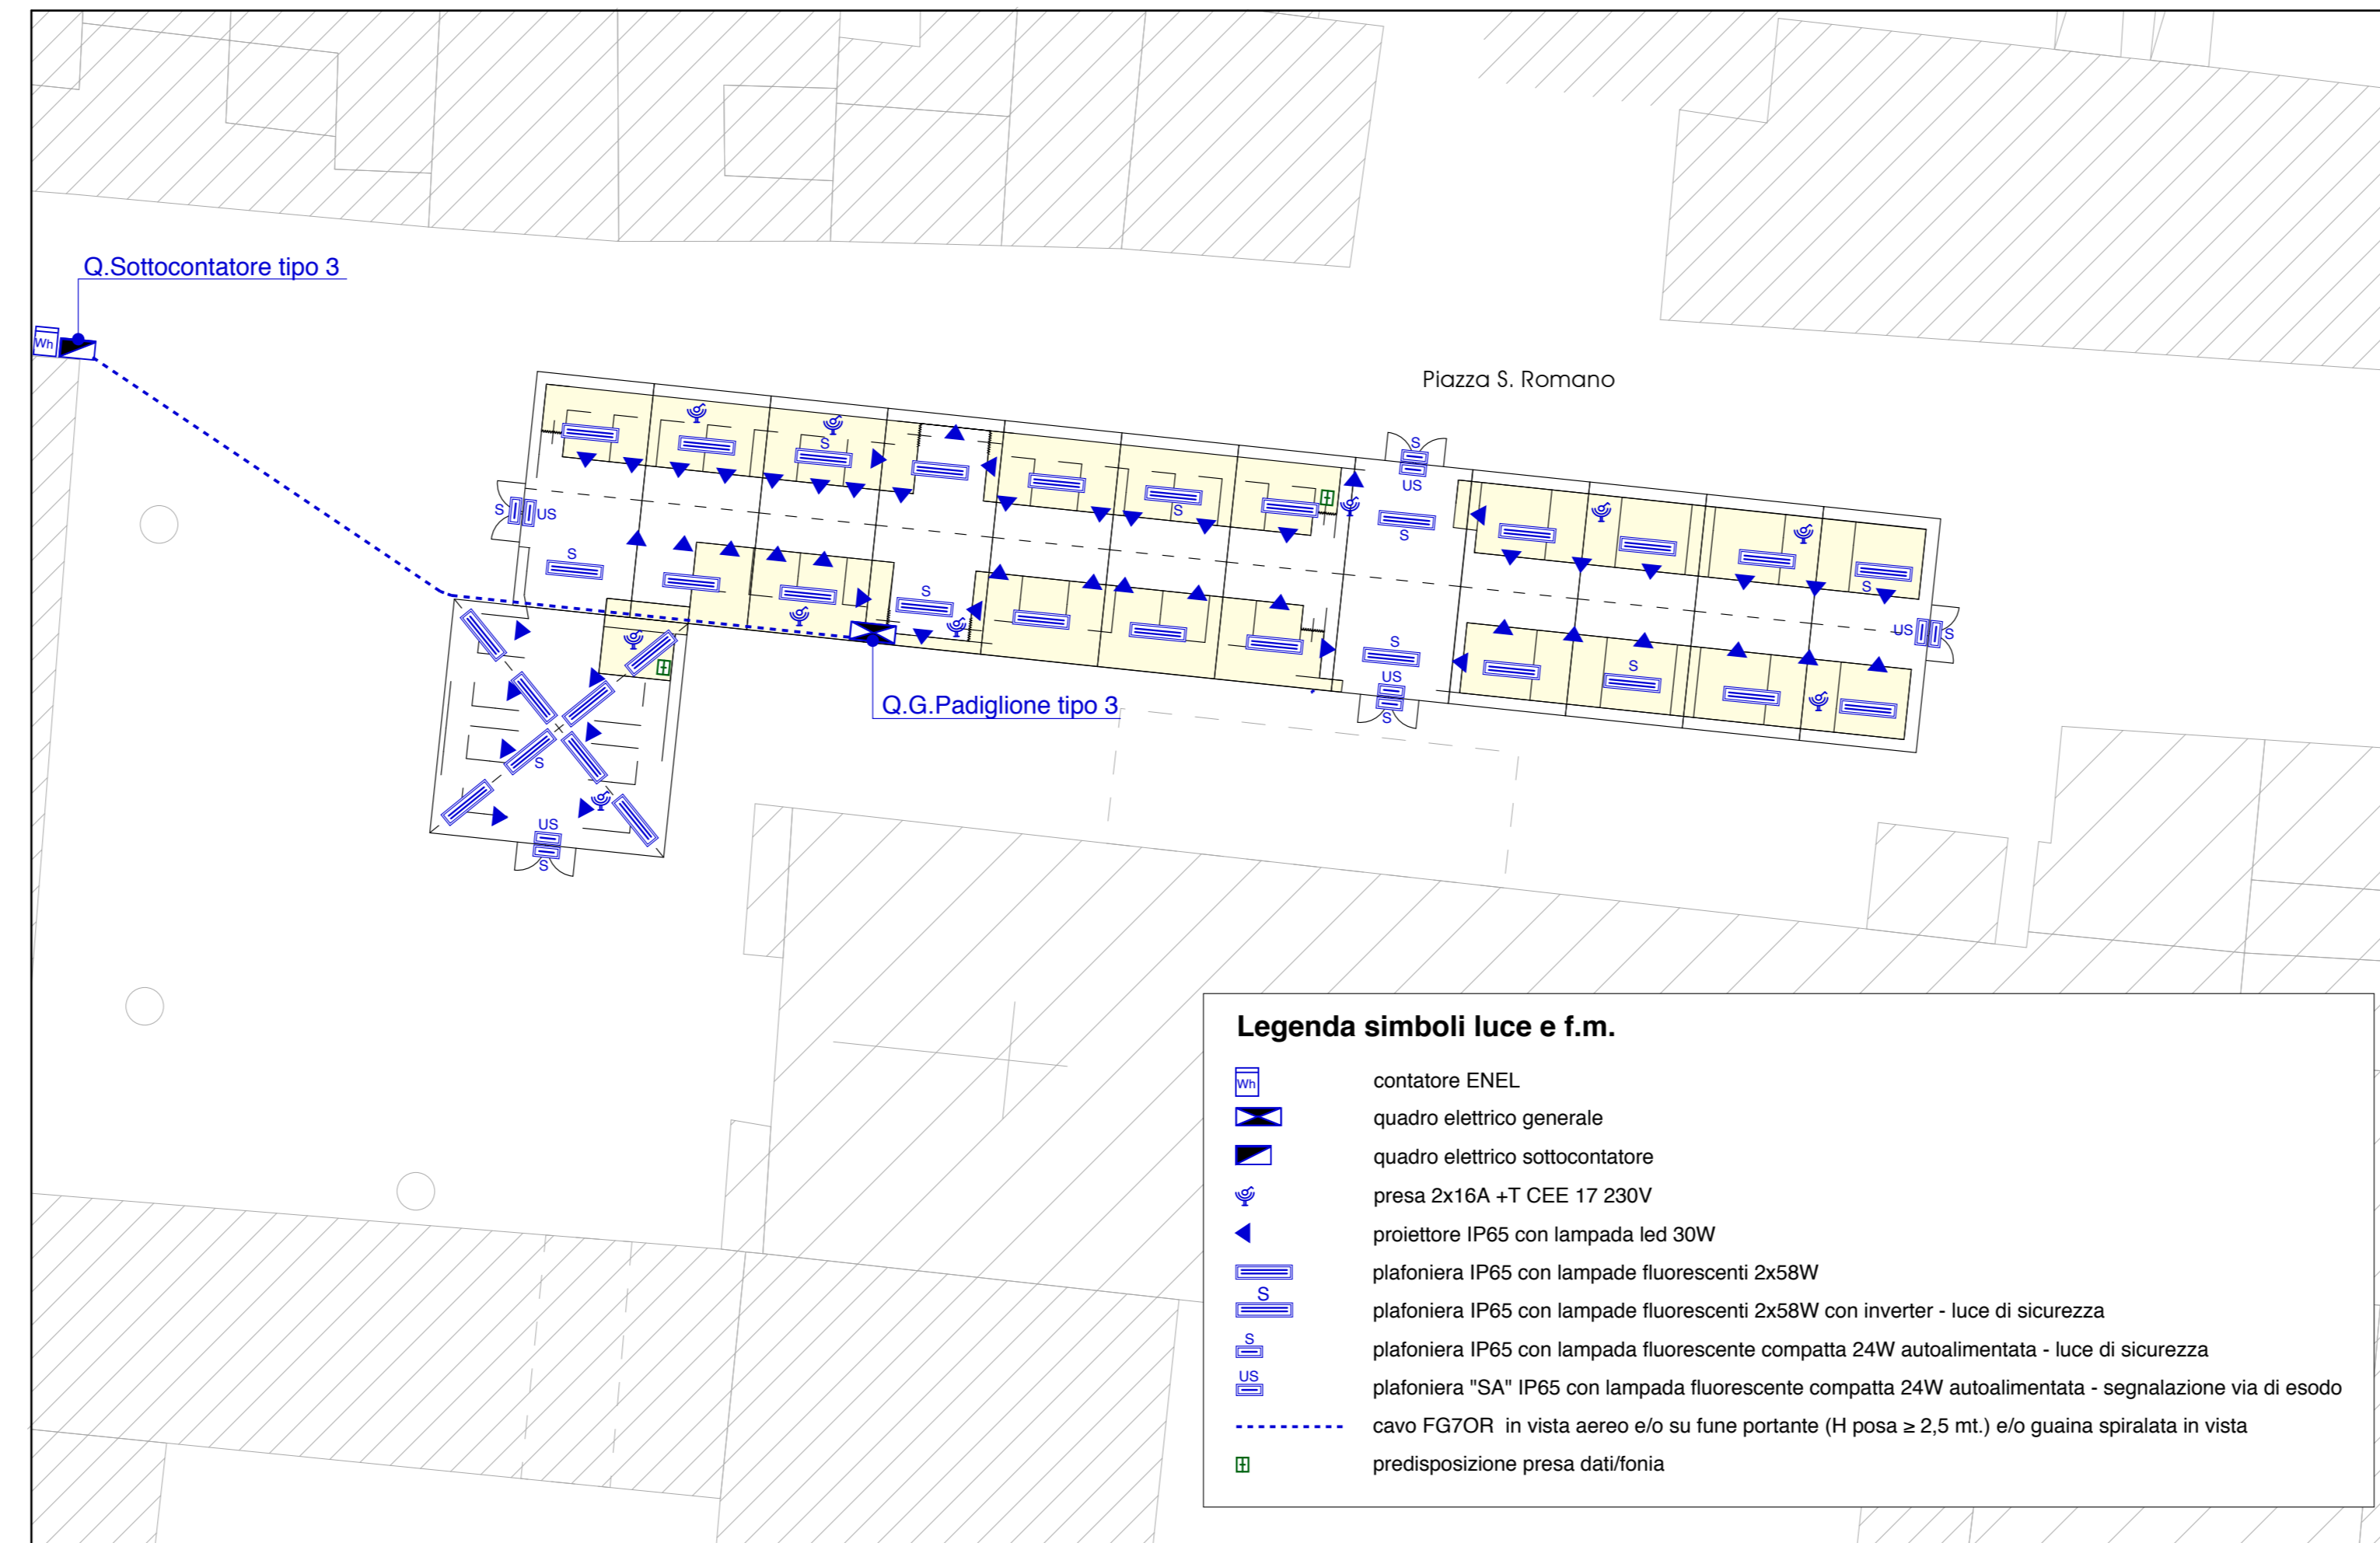 Q.Sottocontatore tipo 3
Wh
Piazza S. Romano
S
S
US
S
S
US
S
S
S
S
S
US
S
S
S
US
S
Q.G.Padiglione tipo 3
S
US
S
Legenda simboli luce e f.m.
Wh contatore ENEL
quadro elettrico generale
quadro elettrico sottocontatore
presa 2x16A +T CEE 17 230V
proiettore IP65 con lampada led 30W
plafoniera IP65 con lampade fluorescenti 2x58W
S plafoniera IP65 con lampade fluorescenti 2x58W con inverter - luce di sicurezza
S plafoniera IP65 con lampada fluorescente compatta 24W autoalimentata - luce di sicurezza
US plafoniera "SA" IP65 con lampada fluorescente compatta 24W autoalimentata - segnalazione via di esodo
cavo FG7OR in vista aereo e/o su fune portante (H posa ≥ 2,5 mt.) e/o guaina spiralata in vista
predisposizione presa dati/fonia